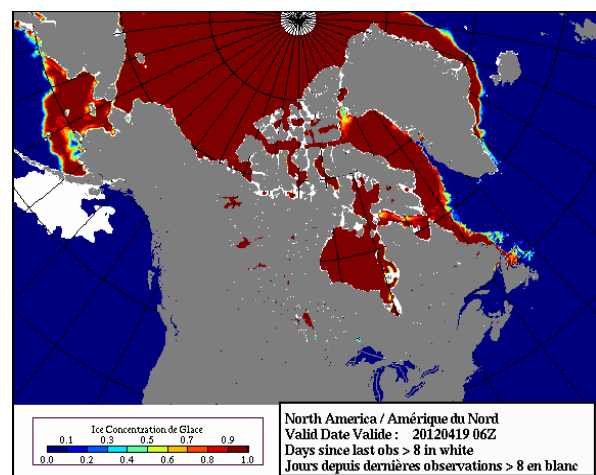 Ice Concentration de Glace
0.1 0.3 0.5 0.7 0.9
0.0 0.2 0.4 0.6 0.8 1.0
North America / Amérique du Nord
Valid Date Valide : 20120419 06Z
Days since last obs > 8 in white
Jours depuis dernières observations > 8 en blanc